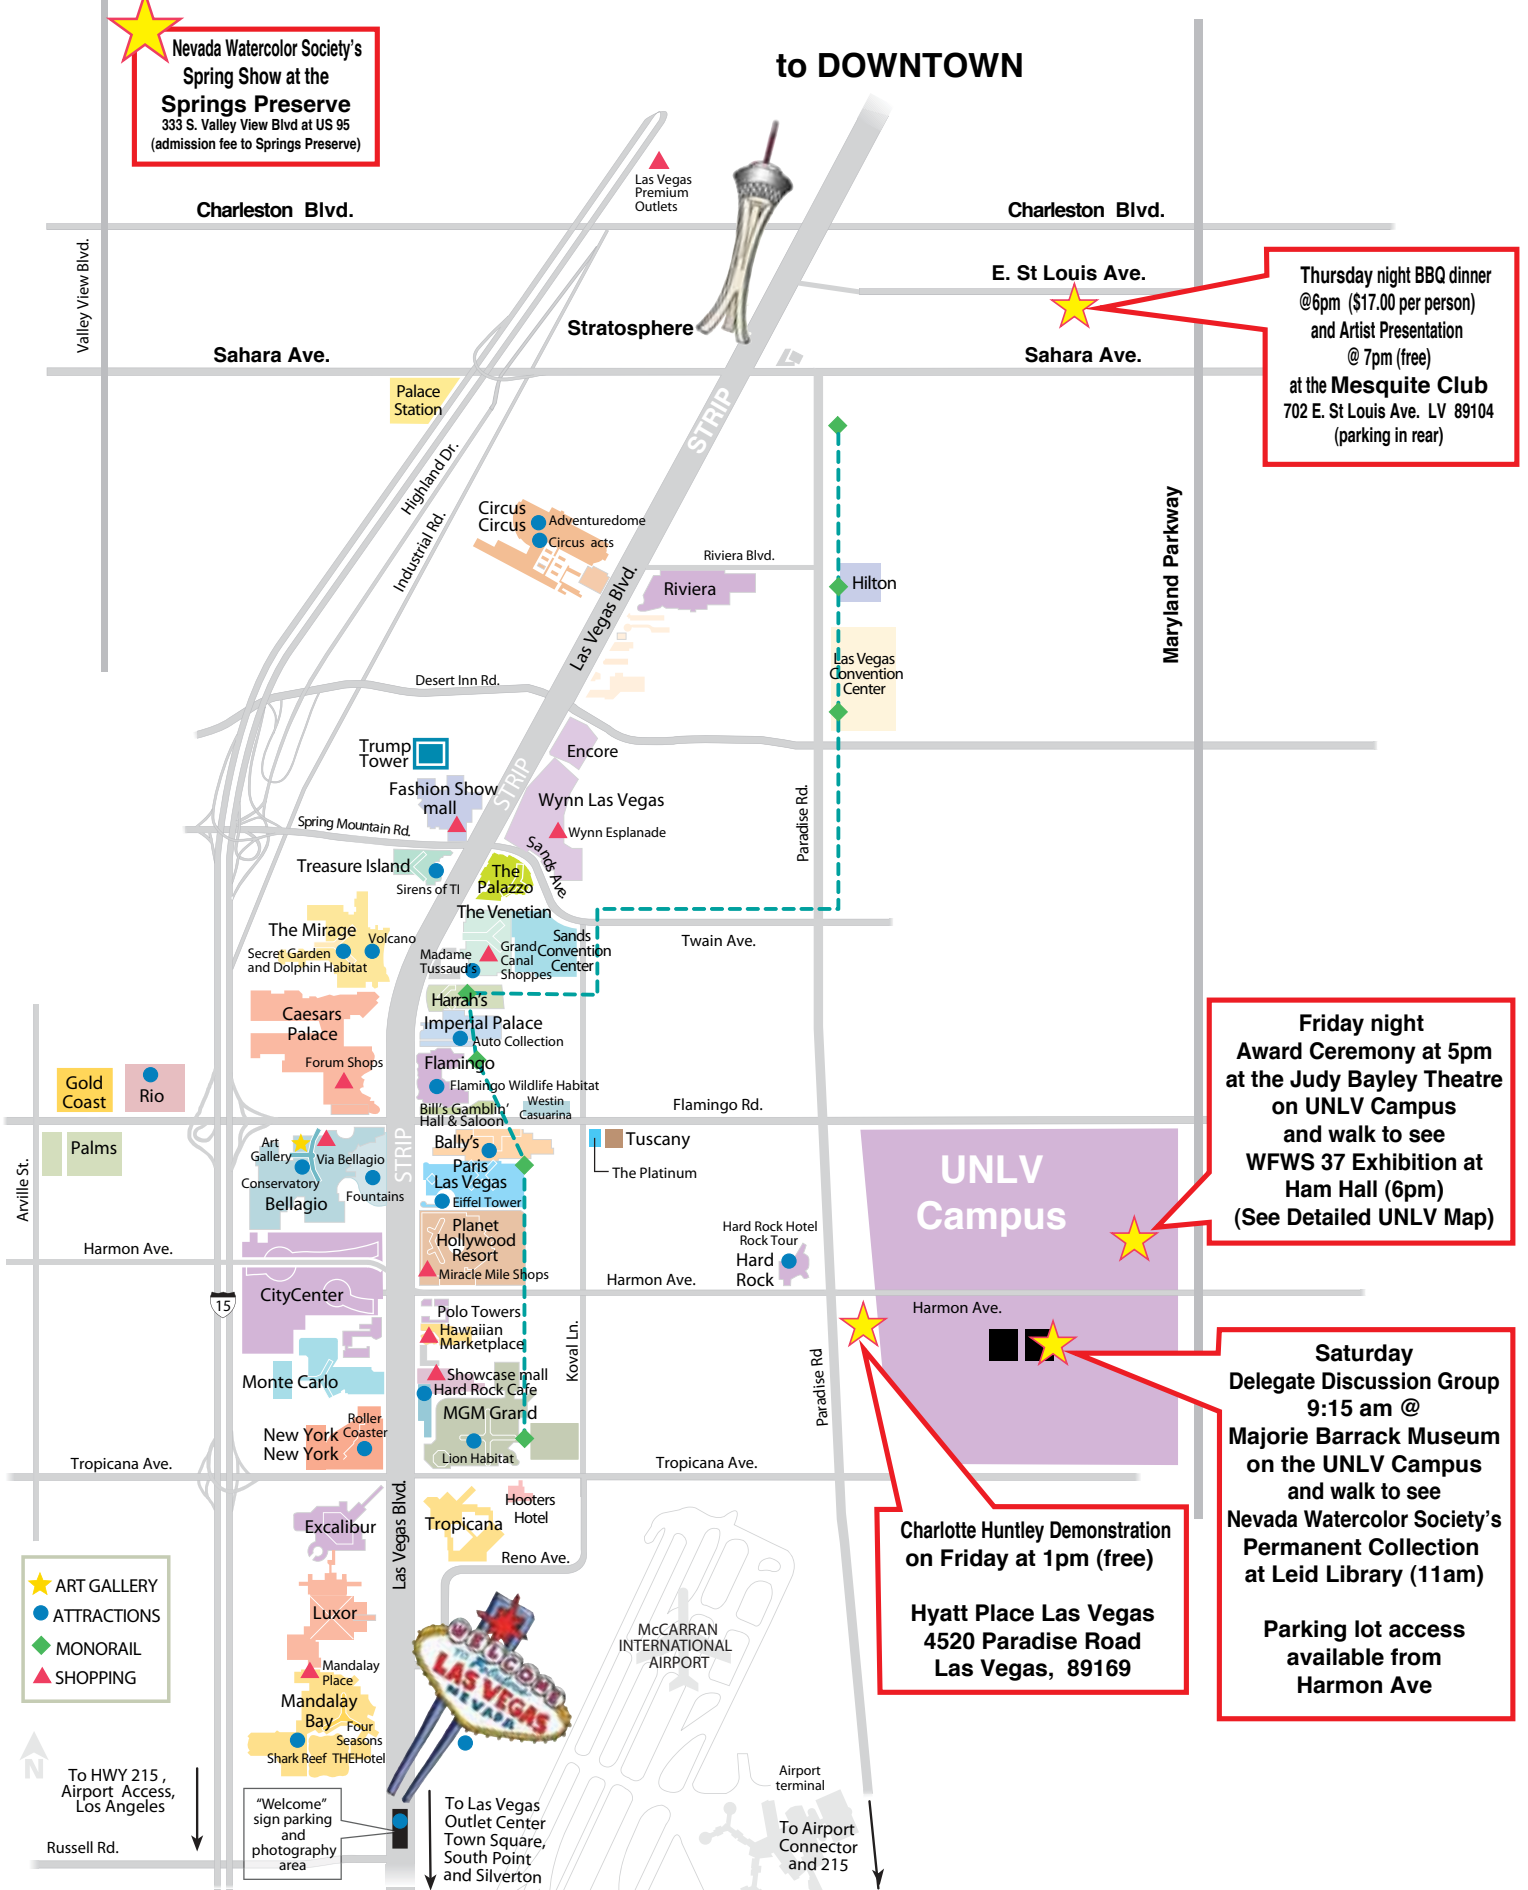 Nevada Watercolor Society's
Spring Show at the
Springs Preserve
333 S. Valley View Blvd at US 95
(admission fee to Springs Preserve)
to DOWNTOWN
Las Vegas
Premium
Outlets
Charleston Blvd.
Charleston Blvd.
Valley View Blvd.
E. St Louis Ave.
Thursday night BBQ dinner
@6pm ($17.00 per person)
and Artist Presentation
@ 7pm (free)
at the Mesquite Club
702 E. St Louis Ave. LV 89104
(parking in rear)
Stratosphere
Sahara Ave.
Sahara Ave.
Palace
Station
STRIP
Highland Dr.
Industrial Rd.
Circus
Circus
Adventuredome
Circus acts
Riviera Blvd.
Riviera
Hilton
Maryland Parkway
Las Vegas Blvd.
Las Vegas
Convention
Center
Desert Inn Rd.
Trump
Tower
Encore
STRIP
Fashion Show
mall
Wynn Las Vegas
Wynn Esplanade
Paradise Rd.
Spring Mountain Rd.
Sands Ave.
Treasure Island
Sirens of TI
The
Palazzo
The Venetian
The Mirage
Volcano
Secret Garden
and Dolphin Habitat
Madame
Tussaud's
Grand
Canal
Shoppes
Sands
Convention
Center
Twain Ave.
Harrah's
Caesars
Palace
Forum Shops
Imperial Palace
Auto Collection
Flamingo
Flamingo Wildlife Habitat
Gold
Coast
Rio
Bill's Gamblin'
Hall & Saloon
Westin
Casuarina
Flamingo Rd.
Friday night
Award Ceremony at 5pm
at the Judy Bayley Theatre
on UNLV Campus
and walk to see
WFWS 37 Exhibition at
Ham Hall (6pm)
(See Detailed UNLV Map)
Palms
Arville St.
Art
Gallery
Via Bellagio
Conservatory
Fountains
Bellagio
STRIP
Bally's
Paris
Las Vegas
Eiffel Tower
Tuscany
The Platinum
UNLV
Campus
Planet
Hollywood
Resort
Miracle Mile Shops
Hard Rock Hotel
Rock Tour
Hard
Rock
Harmon Ave.
Harmon Ave.
Harmon Ave.
15
CityCenter
Polo Towers
Hawaiian
Marketplace
Koval Ln.
Paradise Rd
Monte Carlo
Showcase mall
Hard Rock Cafe
MGM Grand
Lion Habitat
Roller
Coaster
New York
New York
Saturday
Delegate Discussion Group
9:15 am @
Majorie Barrack Museum
on the UNLV Campus
and walk to see
Nevada Watercolor Society's
Permanent Collection
at Leid Library (11am)
Parking lot access
available from
Harmon Ave
Tropicana Ave.
Tropicana Ave.
Las Vegas Blvd.
Excalibur
Tropicana
Hooters
Hotel
Reno Ave.
Charlotte Huntley Demonstration
on Friday at 1pm (free)
Hyatt Place Las Vegas
4520 Paradise Road
Las Vegas, 89169
ART GALLERY
ATTRACTIONS
MONORAIL
SHOPPING
Luxor
Mandalay
Place
Mandalay
Bay
Four
Seasons
Shark Reef THEHotel
WELCOME
LAS VEGAS
NEVADA
McCARRAN
INTERNATIONAL
AIRPORT
N
To HWY 215 ,
Airport Access,
Los Angeles
Russell Rd.
"Welcome"
sign parking
and
photography
area
To Las Vegas
Outlet Center
Town Square,
South Point
and Silverton
Airport
terminal
To Airport
Connector
and 215